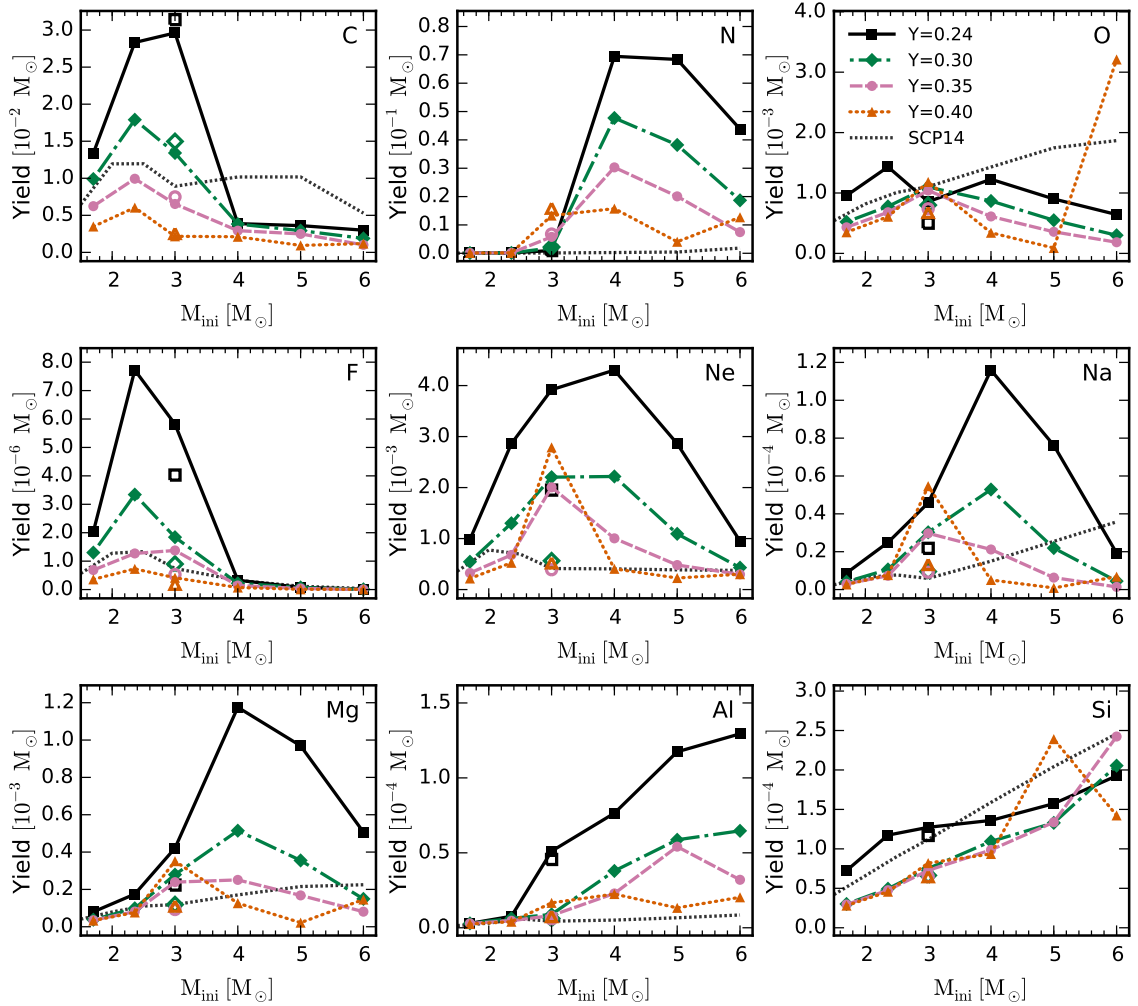 C
Yield [10⁻² M⊙]
3.0
2.5
2.0
1.5
1.0
0.5
0.0
2 3 4 5 6
M_ini [M⊙]
N
Yield [10⁻¹ M⊙]
0.8
0.7
0.6
0.5
0.4
0.3
0.2
0.1
0.0
2 3 4 5 6
M_ini [M⊙]
O
Yield [10⁻³ M⊙]
4.0
3.0
2.0
1.0
0.0
2 3 4 5 6
M_ini [M⊙]
Y=0.24
Y=0.30
Y=0.35
Y=0.40
SCP14
F
Yield [10⁻⁶ M⊙]
8.0
7.0
6.0
5.0
4.0
3.0
2.0
1.0
0.0
2 3 4 5 6
M_ini [M⊙]
Ne
Yield [10⁻³ M⊙]
4.0
3.0
2.0
1.0
0.0
2 3 4 5 6
M_ini [M⊙]
Na
Yield [10⁻⁴ M⊙]
1.2
1.0
0.8
0.6
0.4
0.2
0.0
2 3 4 5 6
M_ini [M⊙]
Mg
Yield [10⁻³ M⊙]
1.2
1.0
0.8
0.6
0.4
0.2
0.0
2 3 4 5 6
M_ini [M⊙]
Al
Yield [10⁻⁴ M⊙]
1.5
1.0
0.5
0.0
2 3 4 5 6
M_ini [M⊙]
Si
Yield [10⁻⁴ M⊙]
3.0
2.5
2.0
1.5
1.0
0.5
0.0
2 3 4 5 6
M_ini [M⊙]